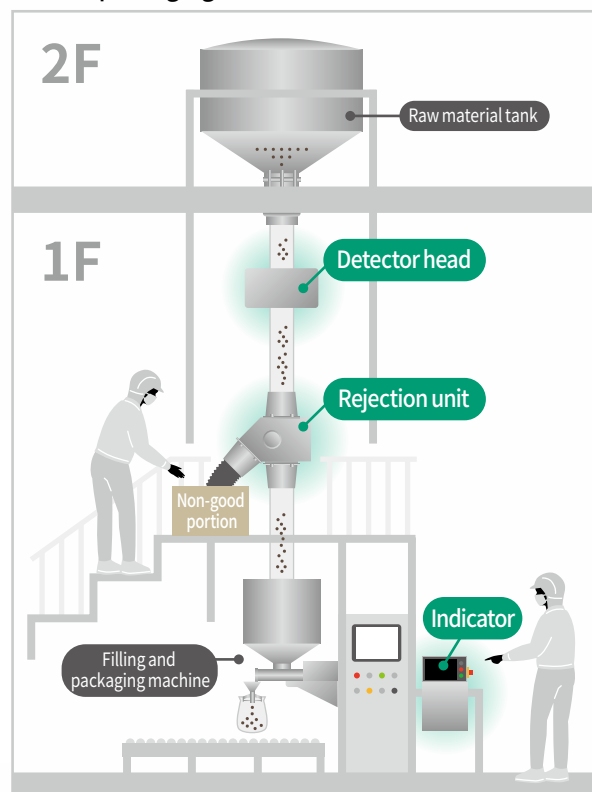 2F
Raw material tank
1F
Detector head
Rejection unit
Non-good
portion
Indicator
Filling and
packaging machine